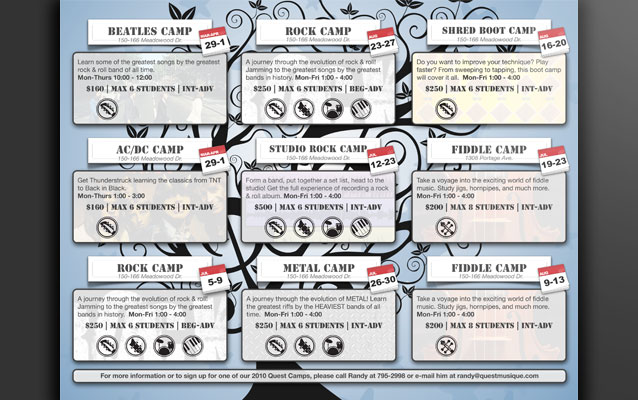 BEATLES CAMP
150-166 Meadowood Dr.
MAR-APR
29-1
Learn some of the greatest songs by the greatest
rock & roll band of all time.
Mon-Thurs 10:00 - 12:00
$160 | MAX 6 STUDENTS | INT-ADV
ROCK CAMP
150-166 Meadowood Dr.
AUG
23-27
A journey through the evolution of rock & roll!
Jamming to the greatest songs by the greatest
bands in history. Mon-Fri 1:00 - 4:00
$250 | MAX 6 STUDENTS | BEG-ADV
SHRED BOOT CAMP
150-166 Meadowood Dr.
AUG
16-20
Do you want to improve your technique? Play
faster? From sweeping to tapping, this boot camp
will cover it all. Mon-Fri 1:00 - 4:00
$250 | MAX 6 STUDENTS | INT-ADV
AC/DC CAMP
150-166 Meadowood Dr.
MAR-APR
29-1
Get Thunderstruck learning the classics from TNT
to Back in Black.
Mon-Thurs 1:00 - 3:00
$160 | MAX 6 STUDENTS | INT-ADV
STUDIO ROCK CAMP
150-166 Meadowood Dr.
JUL
12-23
Form a band, put together a set list, head to the
studio! Get the full experience of recording a rock
& roll album. Mon-Fri 1:00 - 4:00
$500 | MAX 6 STUDENTS | INT-ADV
FIDDLE CAMP
1306 Portage Ave.
JUL
19-23
Take a voyage into the exciting world of fiddle
music. Study jigs, hornpipes, and much more.
Mon-Fri 1:00 - 4:00
$200 | MAX 8 STUDENTS | INT-ADV
ROCK CAMP
150-166 Meadowood Dr.
JUL
5-9
A journey through the evolution of rock & roll!
Jamming to the greatest songs by the greatest
bands in history. Mon-Fri 1:00 - 4:00
$250 | MAX 6 STUDENTS | BEG-ADV
METAL CAMP
150-166 Meadowood Dr.
JUL
26-30
A journey through the evolution of METAL! Learn
the greatest riffs by the HEAVIEST bands of all
time. Mon-Fri 1:00 - 4:00
$250 | MAX 6 STUDENTS | INT-ADV
FIDDLE CAMP
150-166 Meadowood Dr.
AUG
9-13
Take a voyage into the exciting world of fiddle
music. Study jigs, hornpipes, and much more.
Mon-Fri 1:00 - 4:00
$200 | MAX 8 STUDENTS | INT-ADV
For more information or to sign up for one of our 2010 Quest Camps, please call Randy at 795-2998 or e-mail him at randy@questmusique.com